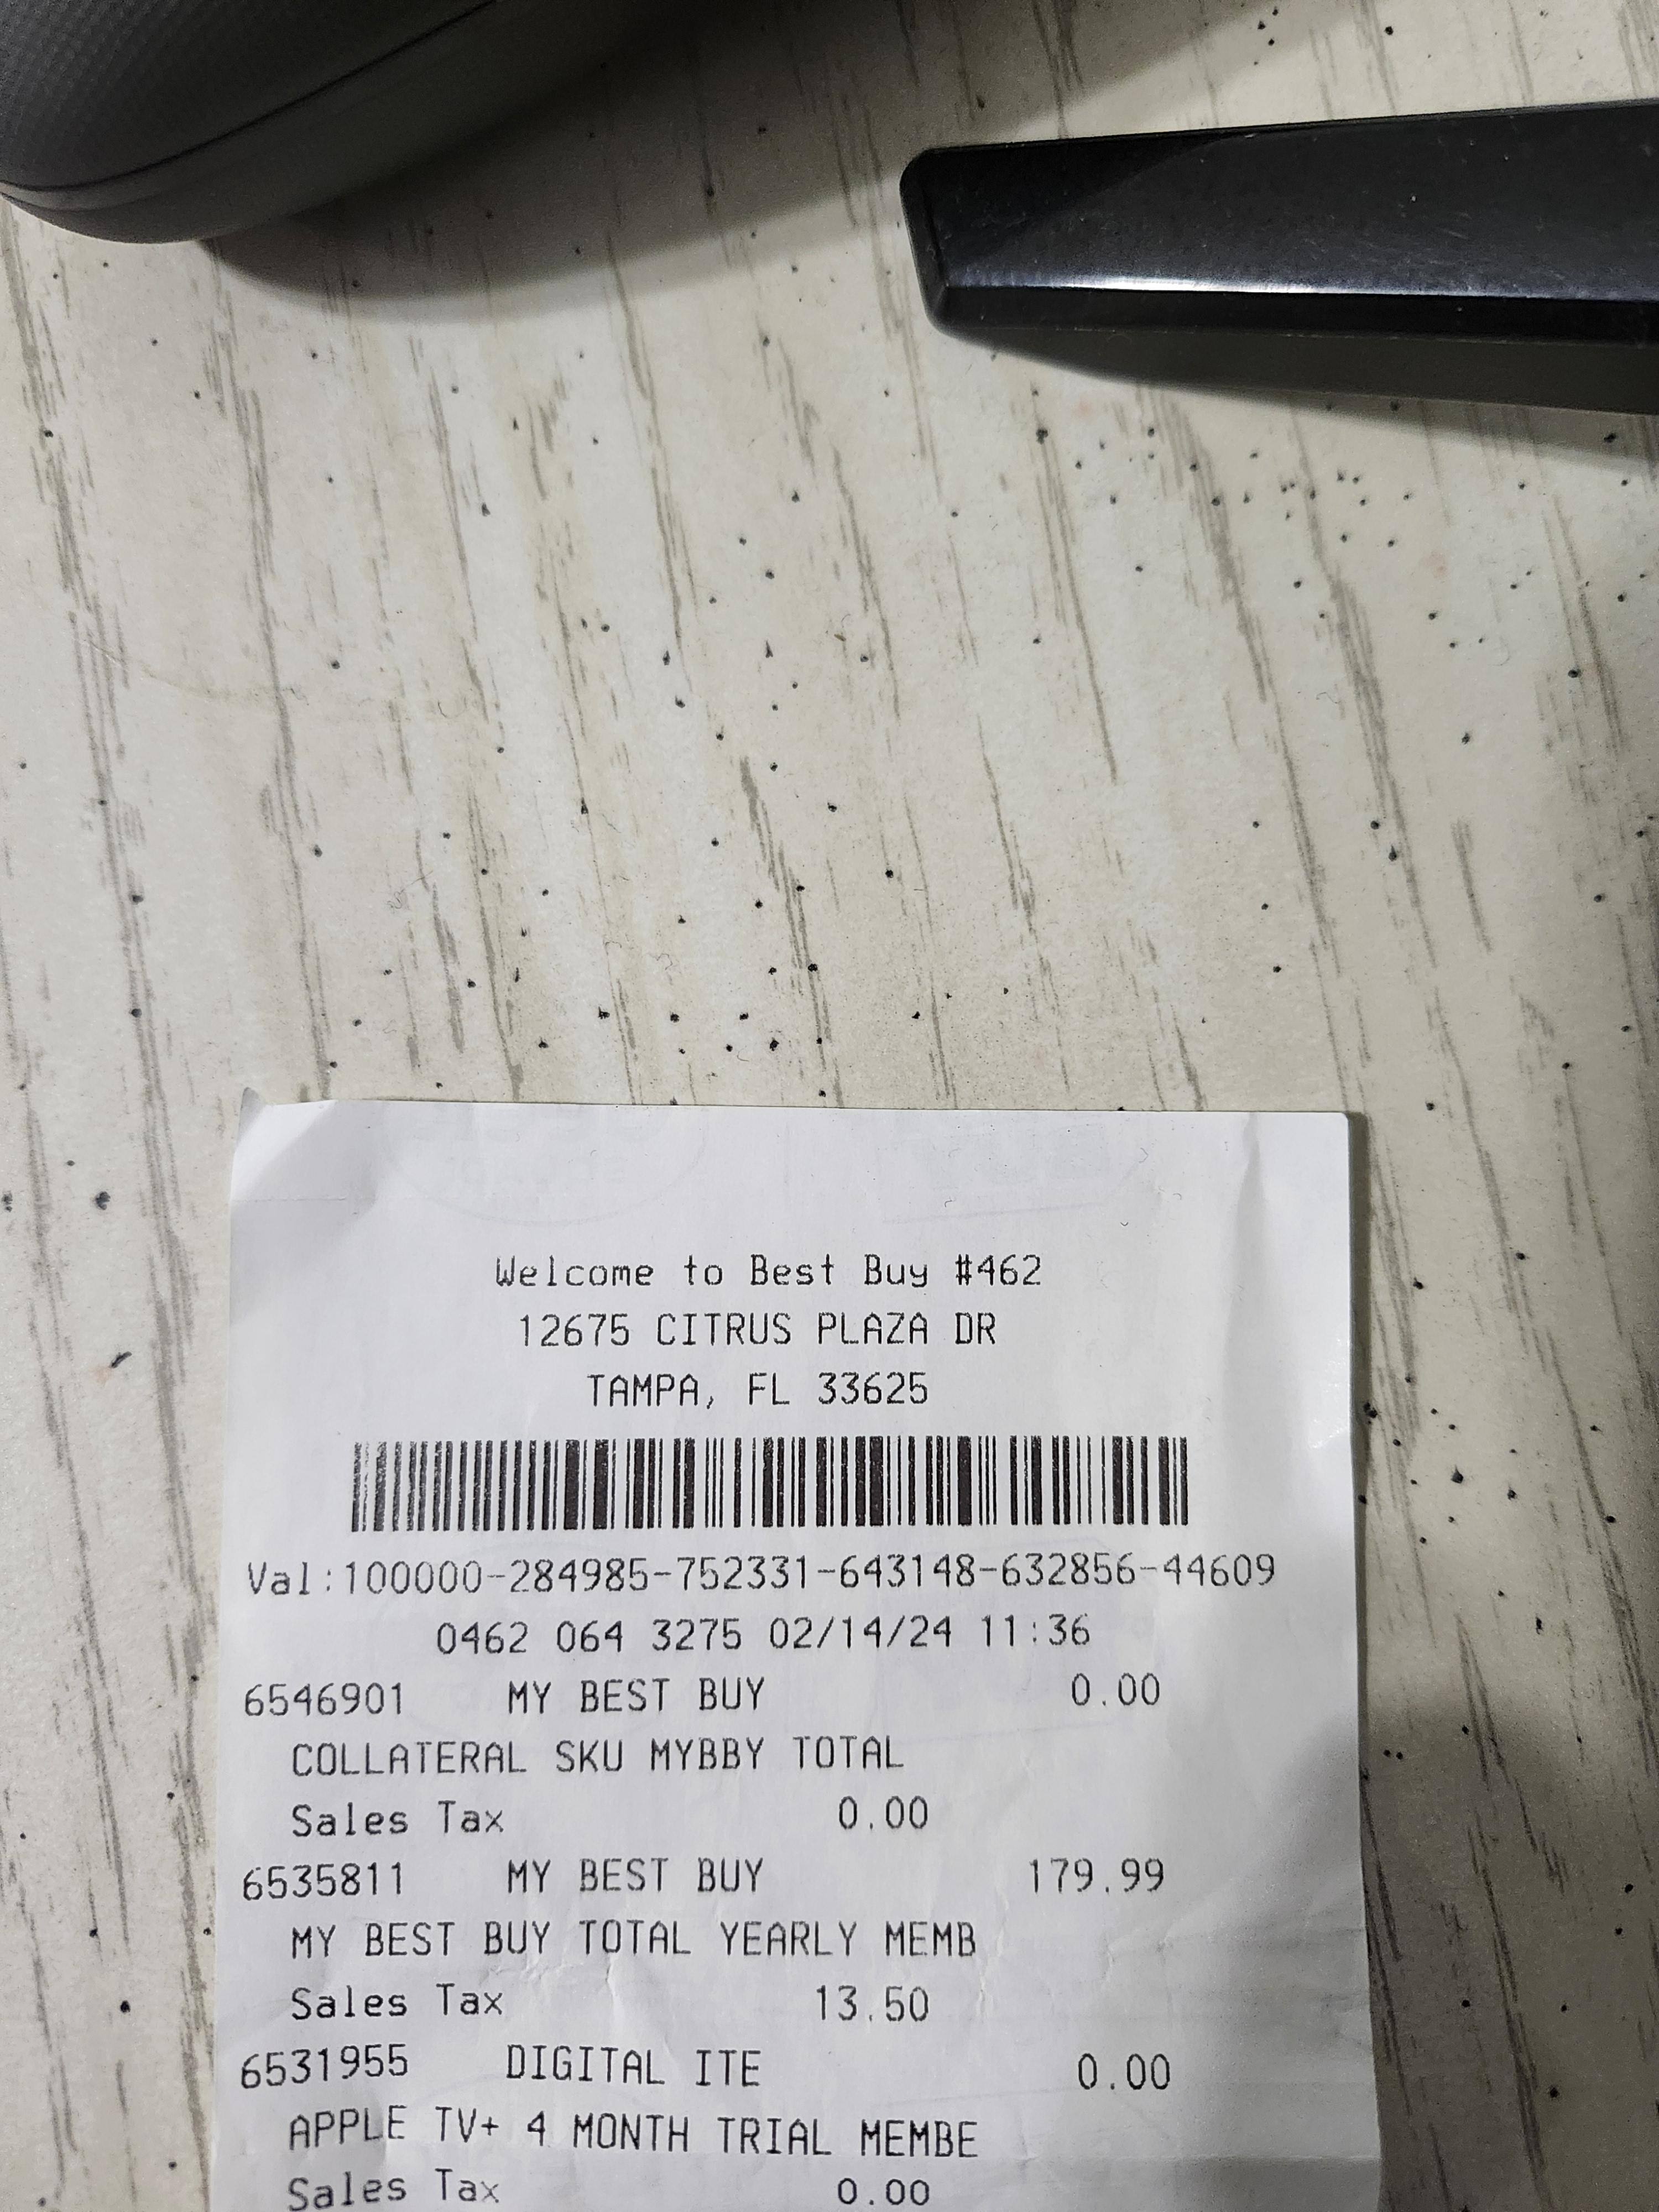 Welcome to Best Buy #462
12675 CITRUS PLAZA DR
TAMPA, FL 33625
Val:100000-284985-752331-643148-632856-44609
0462 064 3275 02/14/24 11:36
6546901 MY BEST BUY 0.00
COLLATERAL SKU MYBBY TOTAL
Sales Tax 0.00
6535811 MY BEST BUY 179.99
MY BEST BUY TOTAL YEARLY MEMB
Sales Tax 13.50
6531955 DIGITAL ITE 0.00
APPLE TV+ 4 MONTH TRIAL MEMBE
Sales Tax 0.00